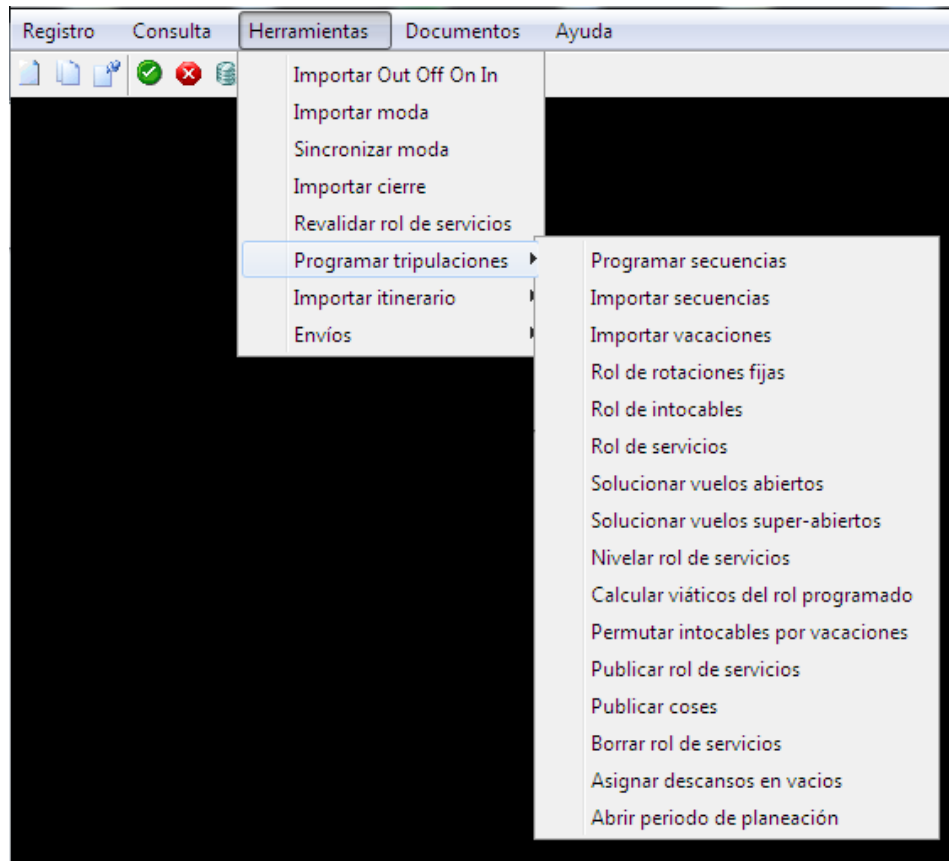 Registro Consulta Herramientas Documentos Ayuda
Importar Out Off On In
Importar moda
Sincronizar moda
Importar cierre
Revalidar rol de servicios
Programar tripulaciones
Importar itinerario
Envíos
Programar secuencias
Importar secuencias
Importar vacaciones
Rol de rotaciones fijas
Rol de intocables
Rol de servicios
Solucionar vuelos abiertos
Solucionar vuelos super-abiertos
Nivelar rol de servicios
Calcular viáticos del rol programado
Permutar intocables por vacaciones
Publicar rol de servicios
Publicar coses
Borrar rol de servicios
Asignar descansos en vacios
Abrir periodo de planeación